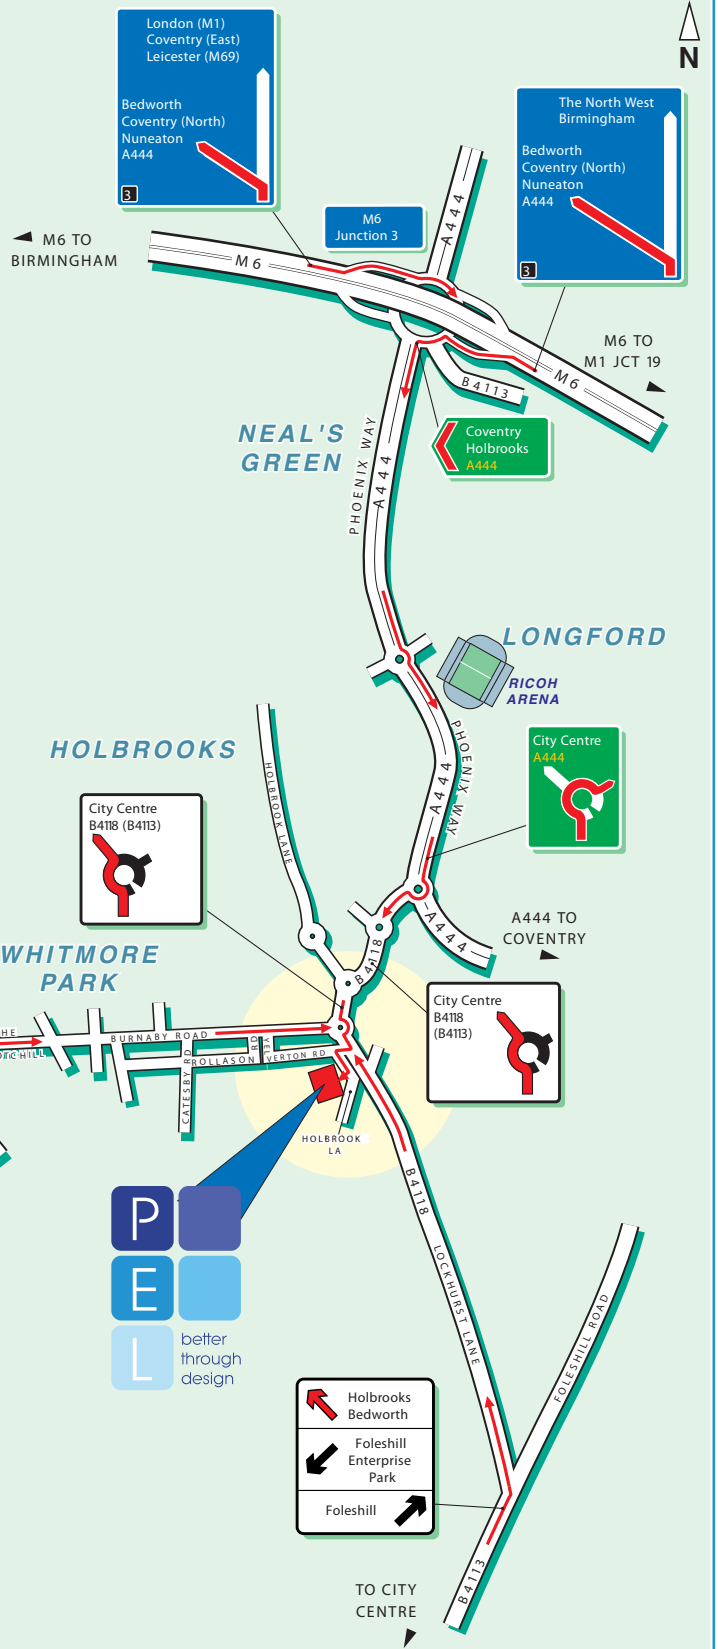 London (M1)
Coventry (East)
Leicester (M69)
Bedworth
Coventry (North)
Nuneaton
A444
3
N
The North West
Birmingham
Bedworth
Coventry (North)
Nuneaton
A444
3
M6
Junction 3
A444
M6 TO
BIRMINGHAM
M6
M6 TO
M1 JCT 19
M6
B4113
Coventry
Holbrooks
A444
NEAL'S
GREEN
PHOENIX WAY
A444
LONGFORD
RICOH
ARENA
HOLBROOKS
PHOENIX WAY
A444
City Centre
A444
HOLBROOK LANE
City Centre
B4118 (B4113)
A444
A444 TO
COVENTRY
WHITMORE
PARK
B4118
City Centre
B4118
(B4113)
HE
OTCHILL
BURNABY ROAD
ROLLASON RD
YELVERTON RD
CATESBY RD
HOLBROOK
LA
P
E
L
better
through
design
B4118
LOCKHURST LANE
FOLESHILL ROAD
Holbrooks
Bedworth
Foleshill
Enterprise
Park
Foleshill
B4113
TO CITY
CENTRE